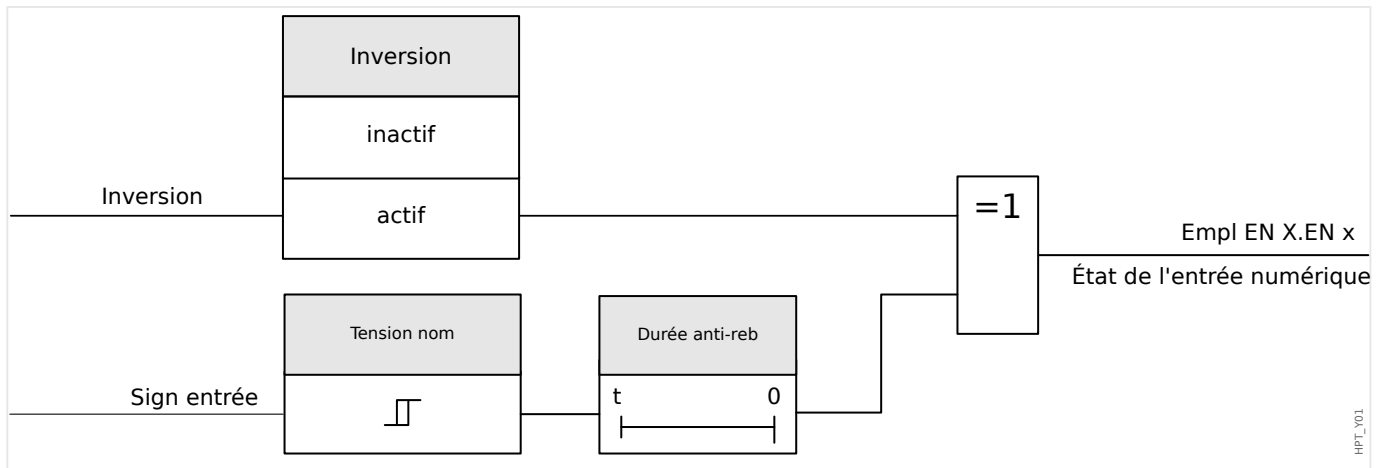 Inversion
inactif
Inversion
actif
=1
Empl EN X.EN x
État de l'entrée numérique
Tension nom
Durée anti-reb
Sign entrée
t
0
HPT_Y01